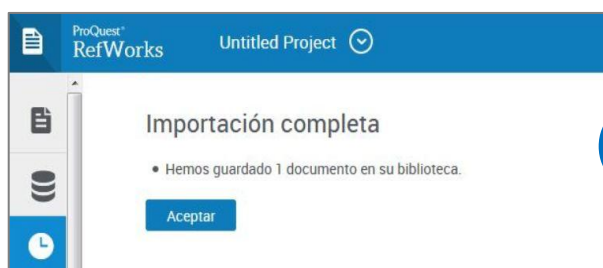 ProQuest®
RefWorks
Untitled Project
Importación completa
• Hemos guardado 1 documento en su biblioteca.
Aceptar